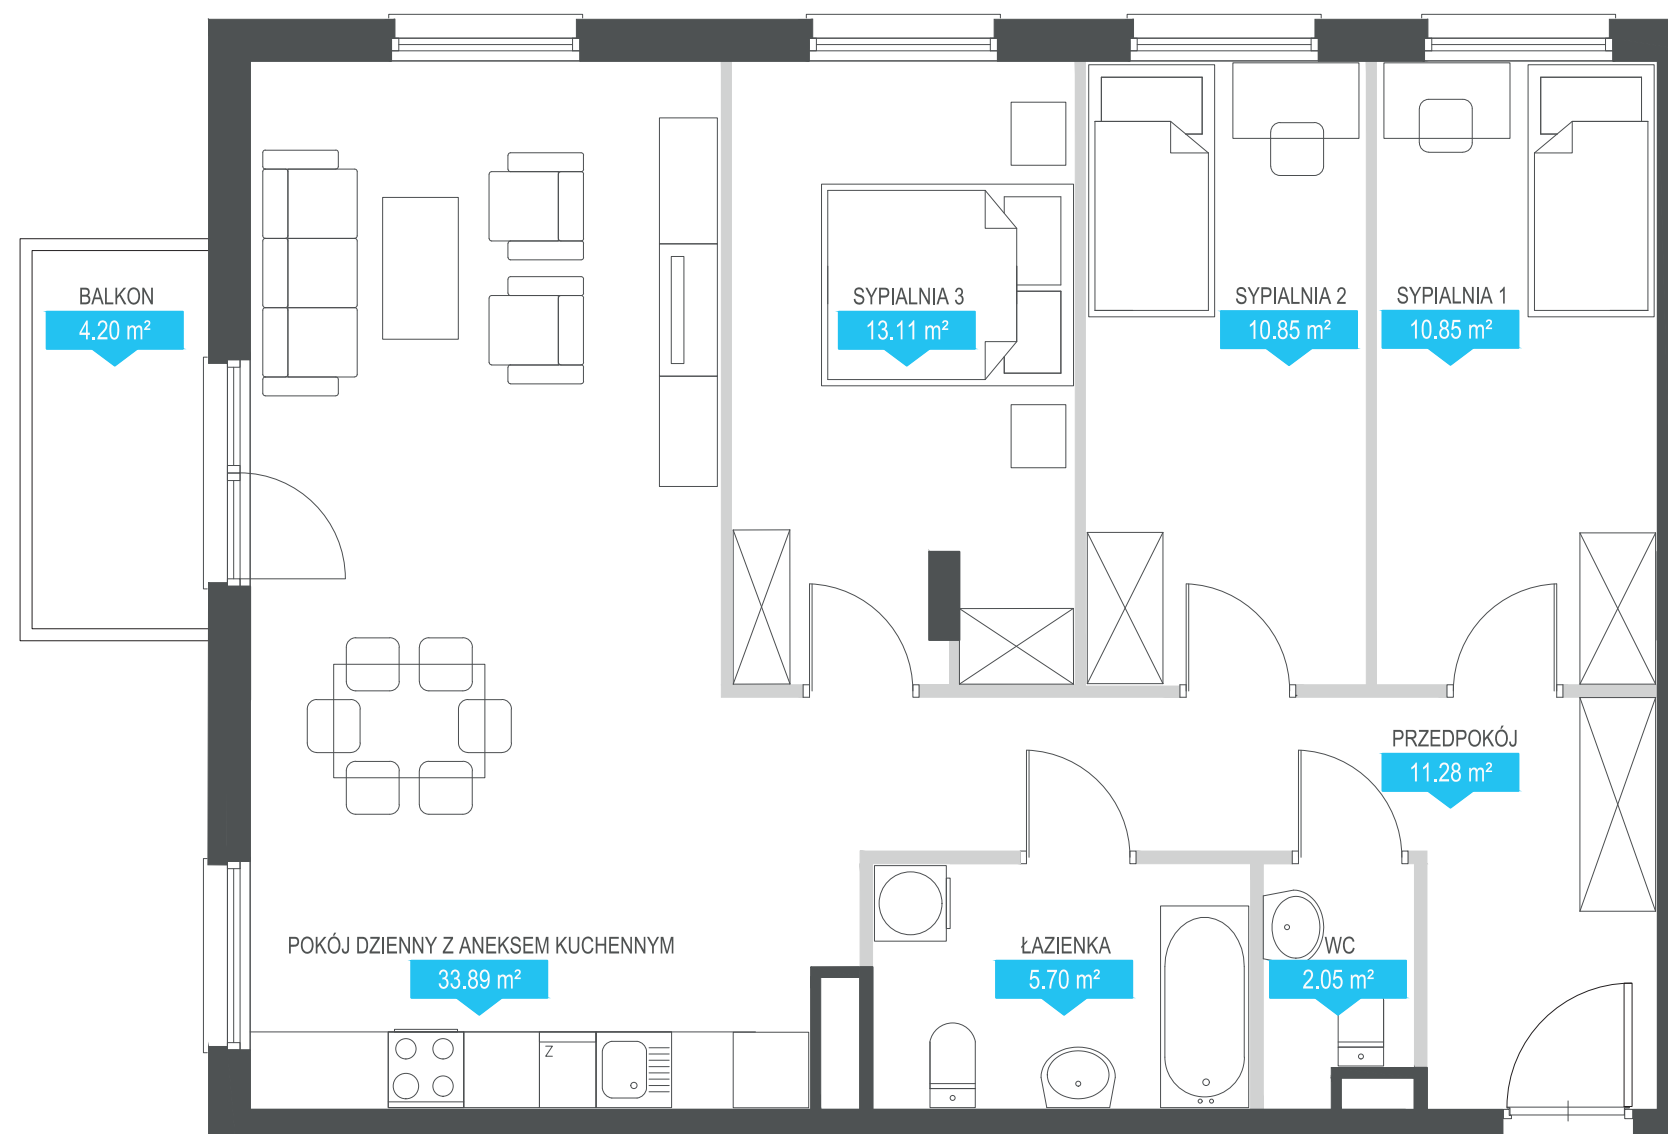 BALKON
4.20 m²
SYPIALNIA 3
13.11 m²
SYPIALNIA 2
10.85 m²
SYPIALNIA 1
10.85 m²
PRZEDPOKÓJ
11.28 m²
POKÓJ DZIENNY Z ANEKSEM KUCHENNYM
33.89 m²
ŁAZIENKA
5.70 m²
WC
2.05 m²
Z